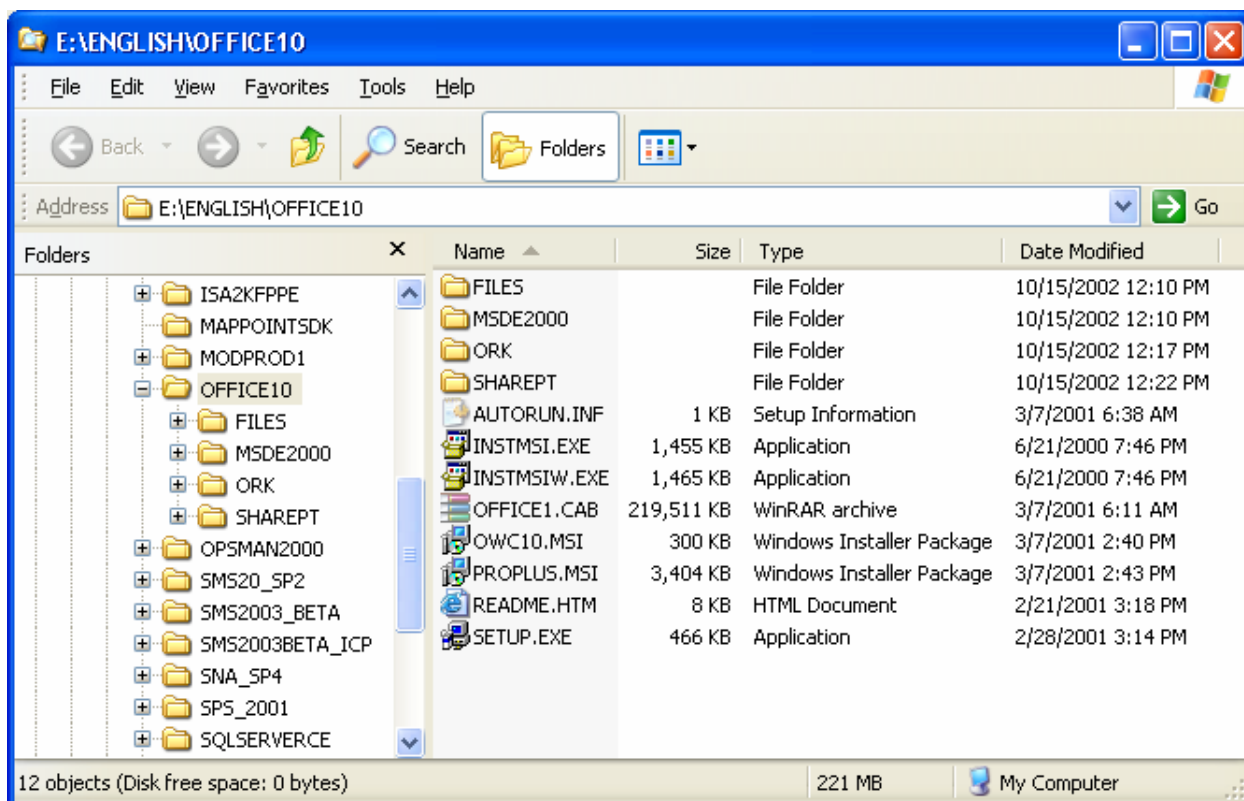 E:\ENGLISH\OFFICE10
File Edit View Favorites Tools Help
Back Search Folders
Address E:\ENGLISH\OFFICE10 Go
Folders
ISA2KFPPE
MAPPOINTSDK
MODPROD1
OFFICE10
FILES
MSDE2000
ORK
SHAREPT
OPSMAN2000
SMS20_SP2
SMS2003_BETA
SMS2003BETA_ICP
SNA_SP4
SPS_2001
SQLSERVERCE
Name Size Type Date Modified
FILES File Folder 10/15/2002 12:10 PM
MSDE2000 File Folder 10/15/2002 12:10 PM
ORK File Folder 10/15/2002 12:17 PM
SHAREPT File Folder 10/15/2002 12:22 PM
AUTORUN.INF 1 KB Setup Information 3/7/2001 6:38 AM
INSTMSI.EXE 1,455 KB Application 6/21/2000 7:46 PM
INSTMSIW.EXE 1,465 KB Application 6/21/2000 7:46 PM
OFFICE1.CAB 219,511 KB WinRAR archive 3/7/2001 6:11 AM
OWC10.MSI 300 KB Windows Installer Package 3/7/2001 2:40 PM
PROPLUS.MSI 3,404 KB Windows Installer Package 3/7/2001 2:43 PM
README.HTM 8 KB HTML Document 2/21/2001 3:18 PM
SETUP.EXE 466 KB Application 2/28/2001 3:14 PM
12 objects (Disk free space: 0 bytes) 221 MB My Computer